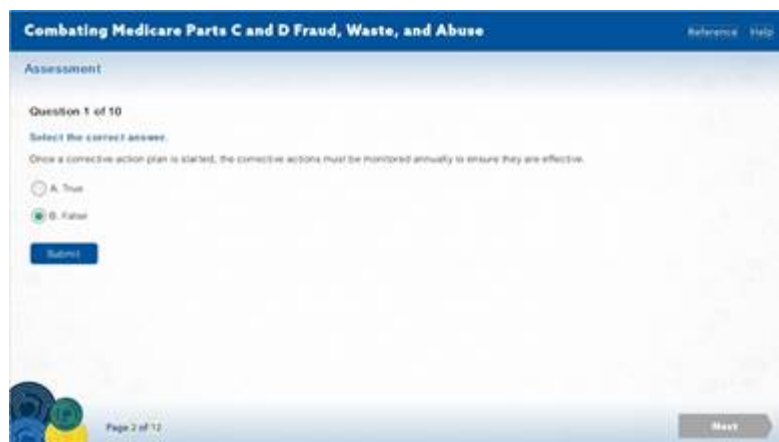 Combating Medicare Parts C and D Fraud, Waste, and Abuse
Reference Help
Assessment
Question 1 of 10
Select the correct answer.
Once a corrective action plan is started, the corrective actions must be monitored annually to ensure they are effective.
A. True
B. False
Submit
Page 2 of 12
Next